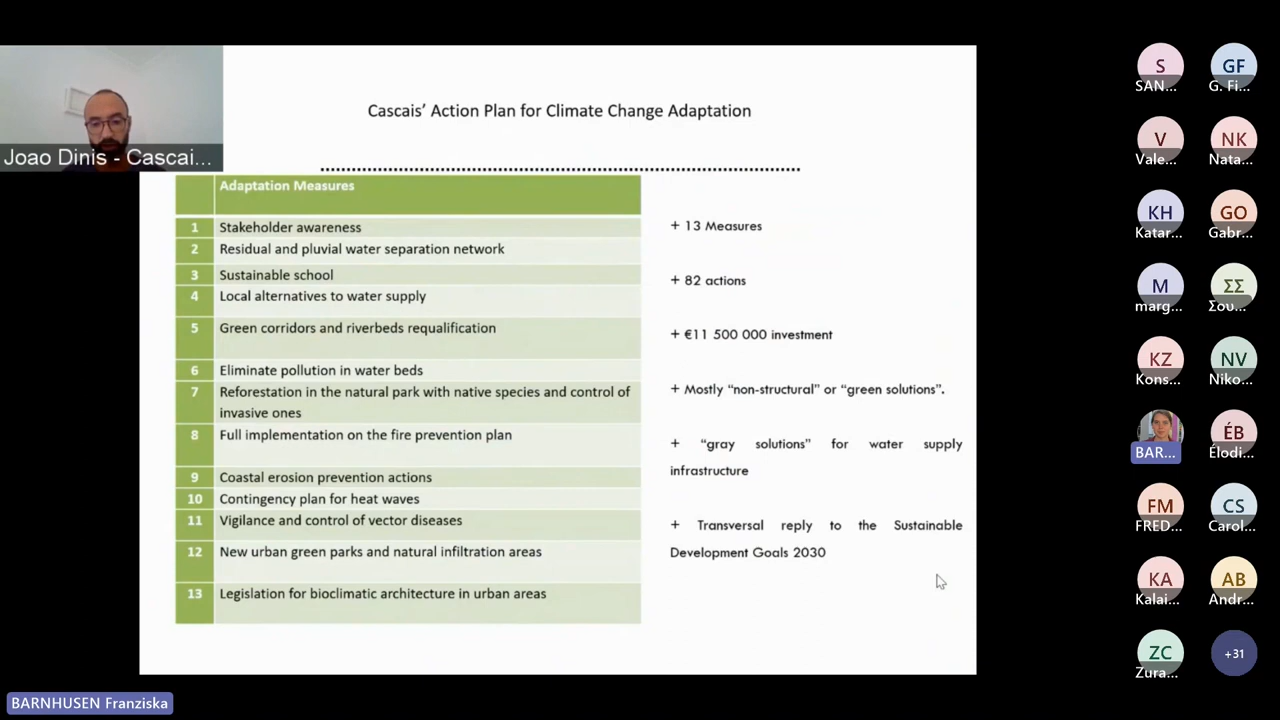 Joao Dinis - Cascai...
Cascais' Action Plan for Climate Change Adaptation
Adaptation Measures
1 Stakeholder awareness
2 Residual and pluvial water separation network
3 Sustainable school
4 Local alternatives to water supply
5 Green corridors and riverbeds requalification
6 Eliminate pollution in water beds
7 Reforestation in the natural park with native species and control of
invasive ones
8 Full implementation on the fire prevention plan
9 Coastal erosion prevention actions
10 Contingency plan for heat waves
11 Vigilance and control of vector diseases
12 New urban green parks and natural infiltration areas
13 Legislation for bioclimatic architecture in urban areas
+ 13 Measures
+ 82 actions
+ €11 500 000 investment
+ Mostly "non-structural" or "green solutions".
+ "gray solutions" for water supply
infrastructure
+ Transversal reply to the Sustainable
Development Goals 2030
S
SAN...
GF
G. Fi...
V
Vale...
NK
Nata...
KH
Katar...
GO
Gabr...
M
marg...
ΣΣ
Σου...
KZ
Kons...
NV
Niko...
BAR...
ÉB
Élodi...
FM
FRED...
CS
Carol...
KA
Kalai...
AB
Andr...
ZC
Zura...
+31
BARNHUSEN Franziska